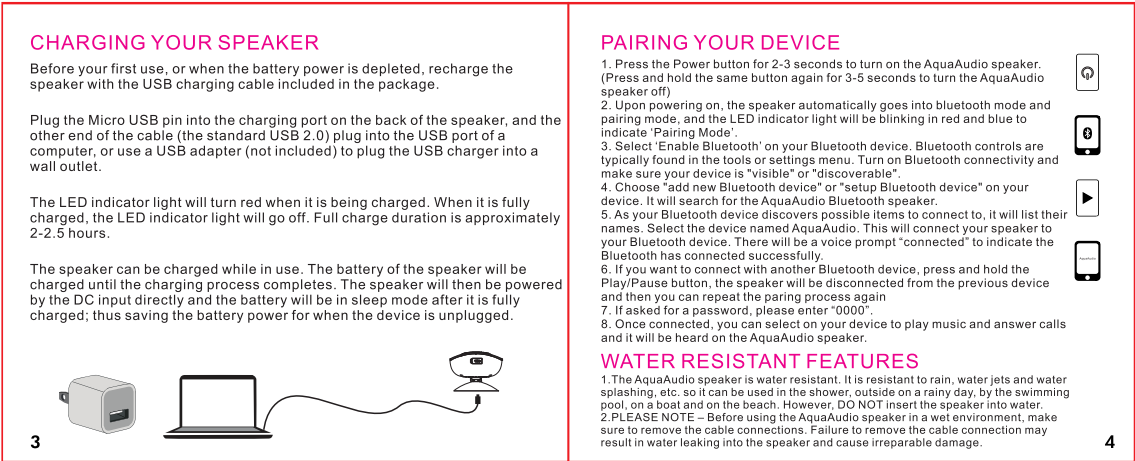 CHARGING YOUR SPEAKER
Before your first use, or when the battery power is depleted, recharge the
speaker with the USB charging cable included in the package.
Plug the Micro USB pin into the charging port on the back of the speaker, and the
other end of the cable (the standard USB 2.0) plug into the USB port of a
computer, or use a USB adapter (not included) to plug the USB charger into a
wall outlet.
The LED indicator light will turn red when it is being charged. When it is fully
charged, the LED indicator light will go off. Full charge duration is approximately
2-2.5 hours.
The speaker can be charged while in use. The battery of the speaker will be
charged until the charging process completes. The speaker will then be powered
by the DC input directly and the battery will be in sleep mode after it is fully
charged; thus saving the battery power for when the device is unplugged.
3
PAIRING YOUR DEVICE
1. Press the Power button for 2-3 seconds to turn on the AquaAudio speaker.
(Press and hold the same button again for 3-5 seconds to turn the AquaAudio
speaker off)
2. Upon powering on, the speaker automatically goes into bluetooth mode and
pairing mode, and the LED indicator light will be blinking in red and blue to
indicate ‘Pairing Mode’.
3. Select ‘Enable Bluetooth’ on your Bluetooth device. Bluetooth controls are
typically found in the tools or settings menu. Turn on Bluetooth connectivity and
make sure your device is "visible" or "discoverable".
4. Choose "add new Bluetooth device" or "setup Bluetooth device" on your
device. It will search for the AquaAudio Bluetooth speaker.
5. As your Bluetooth device discovers possible items to connect to, it will list their
names. Select the device named AquaAudio. This will connect your speaker to
your Bluetooth device. There will be a voice prompt “connected” to indicate the
Bluetooth has connected successfully.
6. If you want to connect with another Bluetooth device, press and hold the
Play/Pause button, the speaker will be disconnected from the previous device
and then you can repeat the paring process again
7. If asked for a password, please enter “0000”.
8. Once connected, you can select on your device to play music and answer calls
and it will be heard on the AquaAudio speaker.
AquaAudio
WATER RESISTANT FEATURES
1.The AquaAudio speaker is water resistant. It is resistant to rain, water jets and water
splashing, etc. so it can be used in the shower, outside on a rainy day, by the swimming
pool, on a boat and on the beach. However, DO NOT insert the speaker into water.
2.PLEASE NOTE – Before using the AquaAudio speaker in a wet environment, make
sure to remove the cable connections. Failure to remove the cable connection may
result in water leaking into the speaker and cause irreparable damage.
4